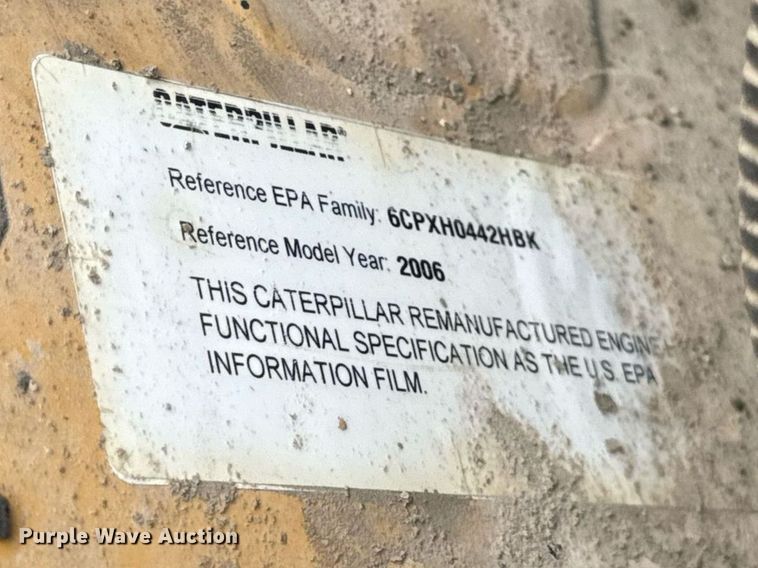 CATERPILLAR®
Reference EPA Family: 6CPXH0442HBK
Reference Model Year: 2006
THIS CATERPILLAR REMANUFACTURED ENGINE
FUNCTIONAL SPECIFICATION AS THE U.S. EPA
INFORMATION FILM.
Purple Wave Auction